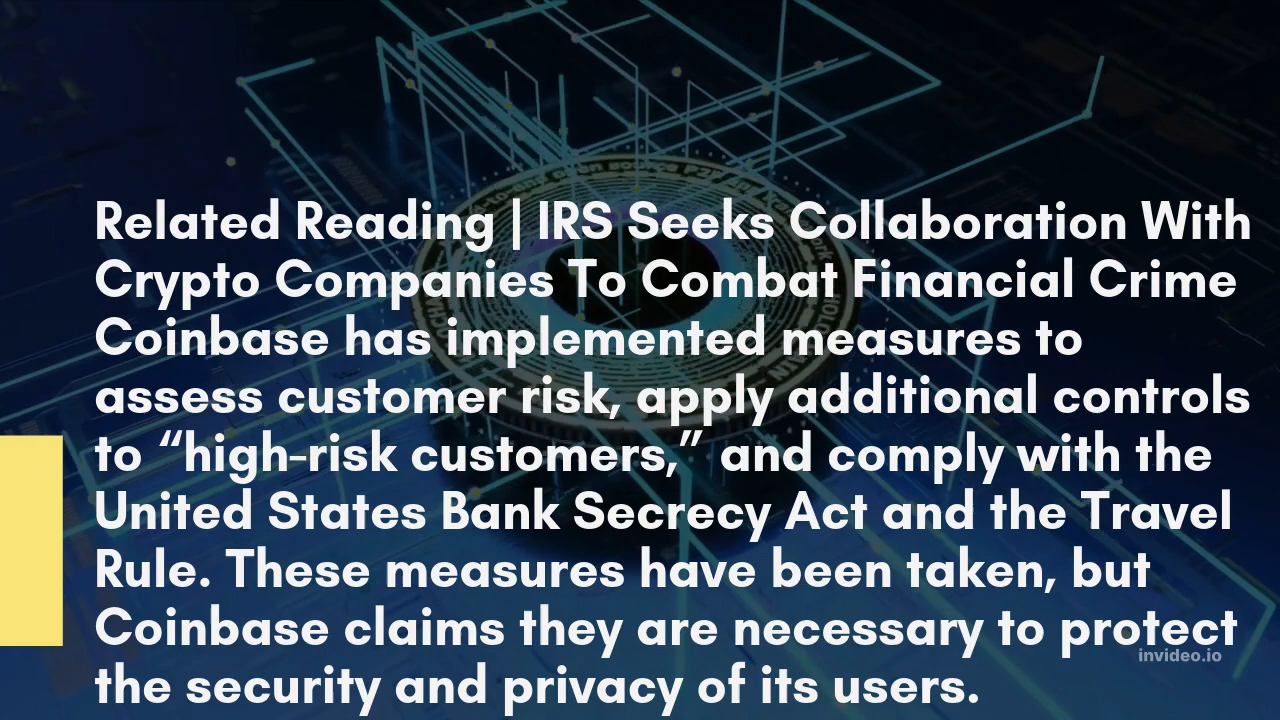 Related Reading | IRS Seeks Collaboration With
Crypto Companies To Combat Financial Crime
Coinbase has implemented measures to
assess customer risk, apply additional controls
to “high-risk customers,” and comply with the
United States Bank Secrecy Act and the Travel
Rule. These measures have been taken, but
Coinbase claims they are necessary to protect
invideo.io
the security and privacy of its users.